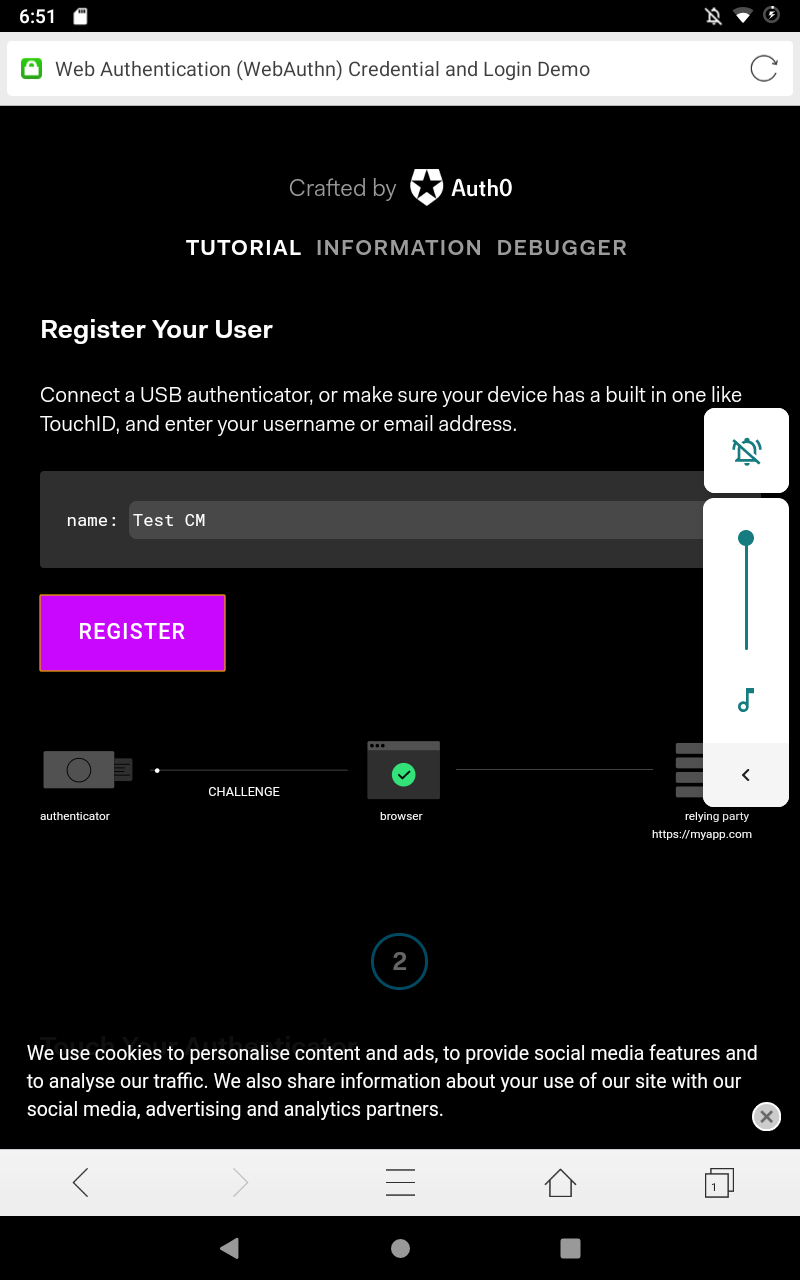 6:51
Web Authentication (WebAuthn) Credential and Login Demo
Crafted by Auth0
TUTORIAL INFORMATION DEBUGGER
Register Your User
Connect a USB authenticator, or make sure your device has a built in one like
TouchID, and enter your username or email address.
name: Test CM
REGISTER
CHALLENGE
authenticator browser relying party
https://myapp.com
2
Touch Your Authenticator
We use cookies to personalise content and ads, to provide social media features and
to analyse our traffic. We also share information about your use of our site with our
social media, advertising and analytics partners.
1